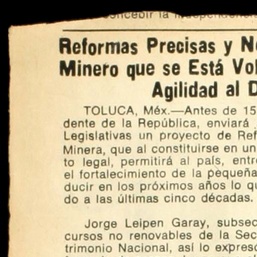 concebir la independen
Reformas Precisas y N
Minero que se Está Vol
Agilidad al D
TOLUCA, Méx.—Antes de 15
dente de la República, enviará
Legislativas un proyecto de Ref
Minera, que al constituirse en un
to legal, permitirá al país, entre
el fortalecimiento de la pequeña
ducir en los próximos años lo qu
do a las últimas cinco décadas.
Jorge Leipen Garay, subsec
cursos no renovables de la Sec
trimonio Nacional, así lo expres